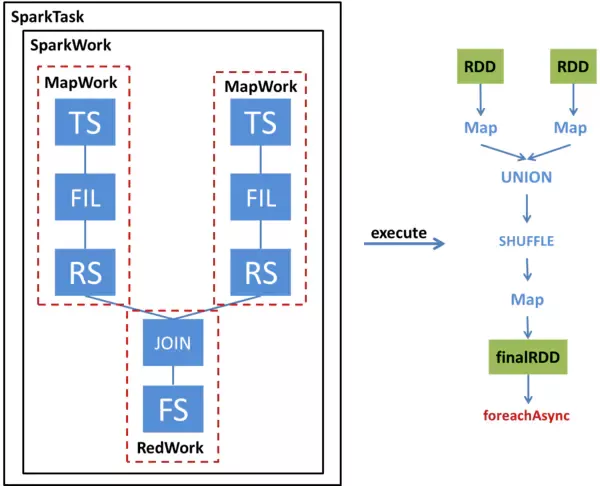 SparkTask
SparkWork
MapWork
MapWork
TS
TS
FIL
FIL
RS
RS
JOIN
FS
RedWork
execute
RDD
RDD
Map
Map
UNION
SHUFFLE
Map
finalRDD
foreachAsync